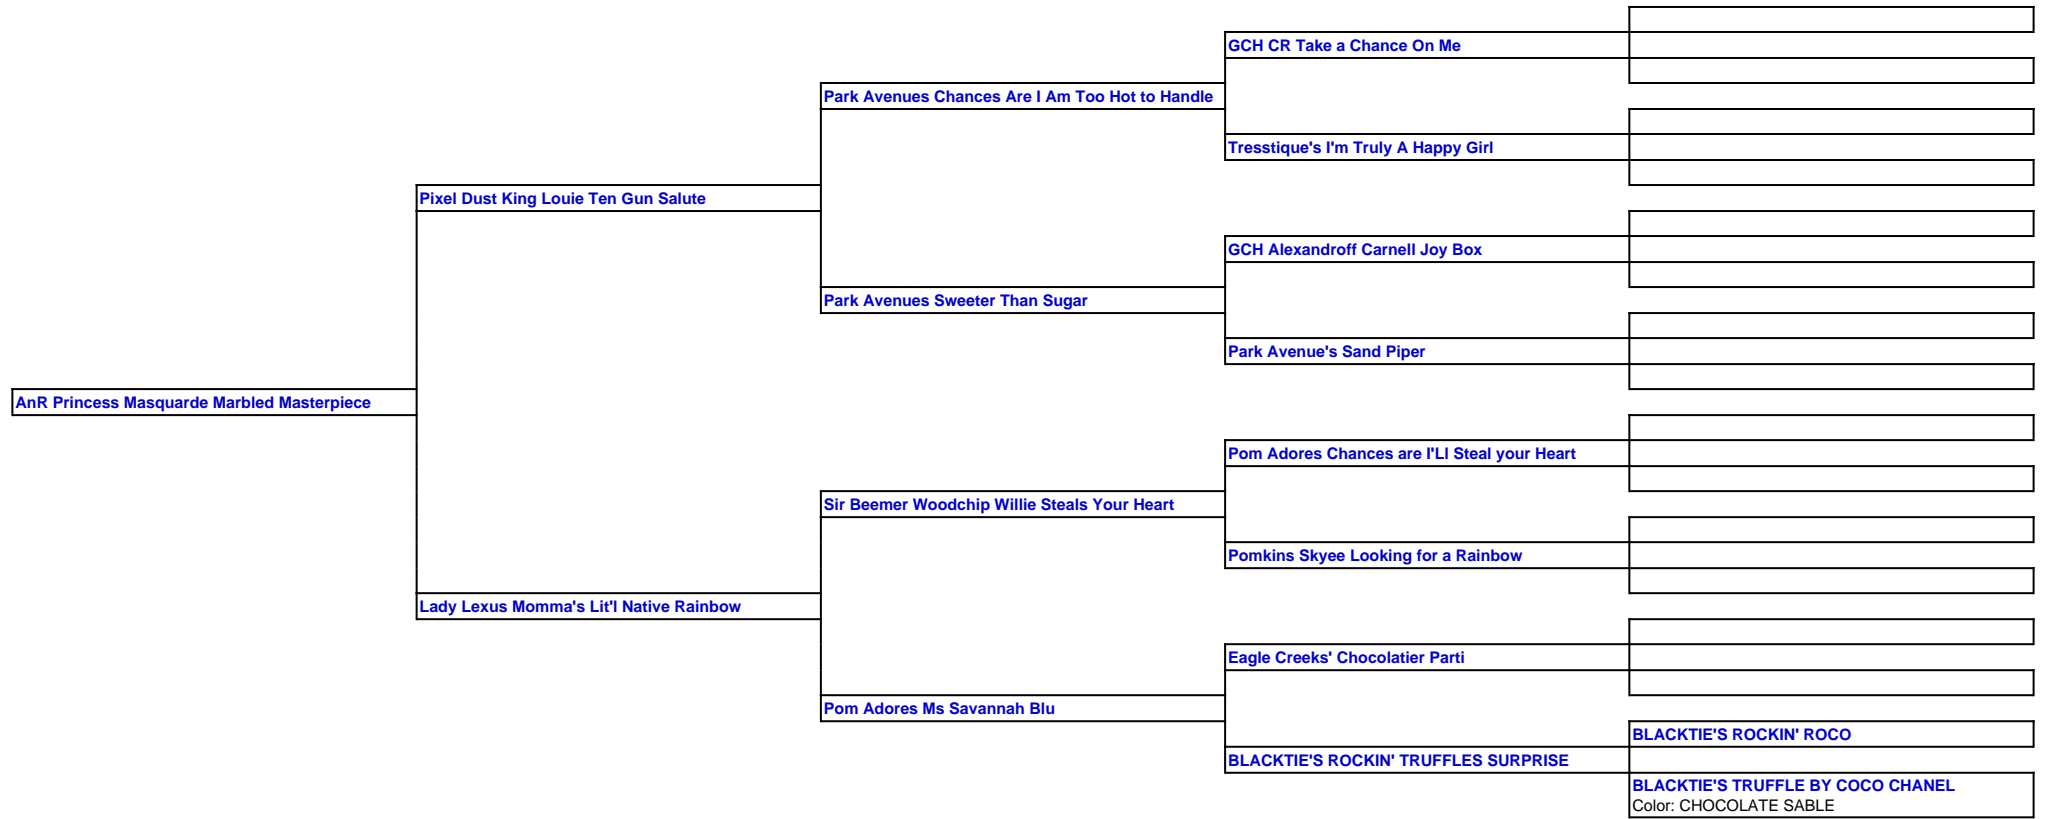 GCH CR Take a Chance On Me
Park Avenues Chances Are I Am Too Hot to Handle
Tresstique's I'm Truly A Happy Girl
Pixel Dust King Louie Ten Gun Salute
GCH Alexandroff Carnell Joy Box
Park Avenues Sweeter Than Sugar
Park Avenue's Sand Piper
AnR Princess Masquarde Marbled Masterpiece
Pom Adores Chances are I'Ll Steal your Heart
Sir Beemer Woodchip Willie Steals Your Heart
Pomkins Skyee Looking for a Rainbow
Lady Lexus Momma's Lit'l Native Rainbow
Eagle Creeks' Chocolatier Parti
Pom Adores Ms Savannah Blu
BLACKTIE'S ROCKIN' ROCO
BLACKTIE'S ROCKIN' TRUFFLES SURPRISE
BLACKTIE'S TRUFFLE BY COCO CHANEL
Color: CHOCOLATE SABLE